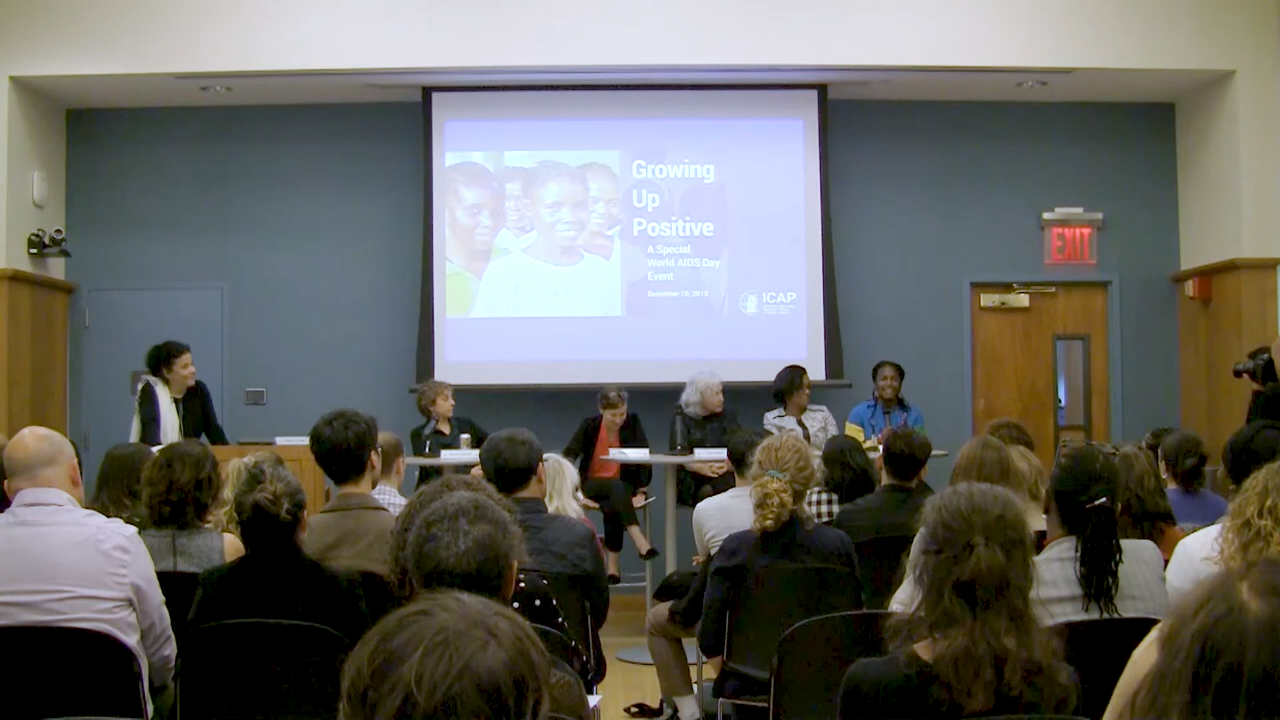 Growing
Up
Positive
A Special
World AIDS Day
Event
ICAP
EXIT